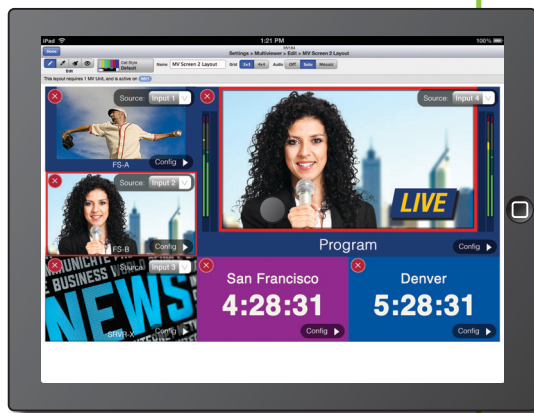 iPad
1:21 PM
100%
Done
Settings > Multiviewer > Edit > MV Screen 2 Layout
Edit
Cell Style
Default
Name MV Screen 2 Layout Grid 3x3 4x4 Audio Off Solo Mosaic
This layout requires 1 MV Unit, and is active on
Source: Input 1
FS-A
Config
Source: Input 2
FS-B
Config
Source: Input 3
NEWS
SRVR-X
Config
Source: Input 4
LIVE
Program
Config
San Francisco
4:28:31
Config
Denver
5:28:31
Config